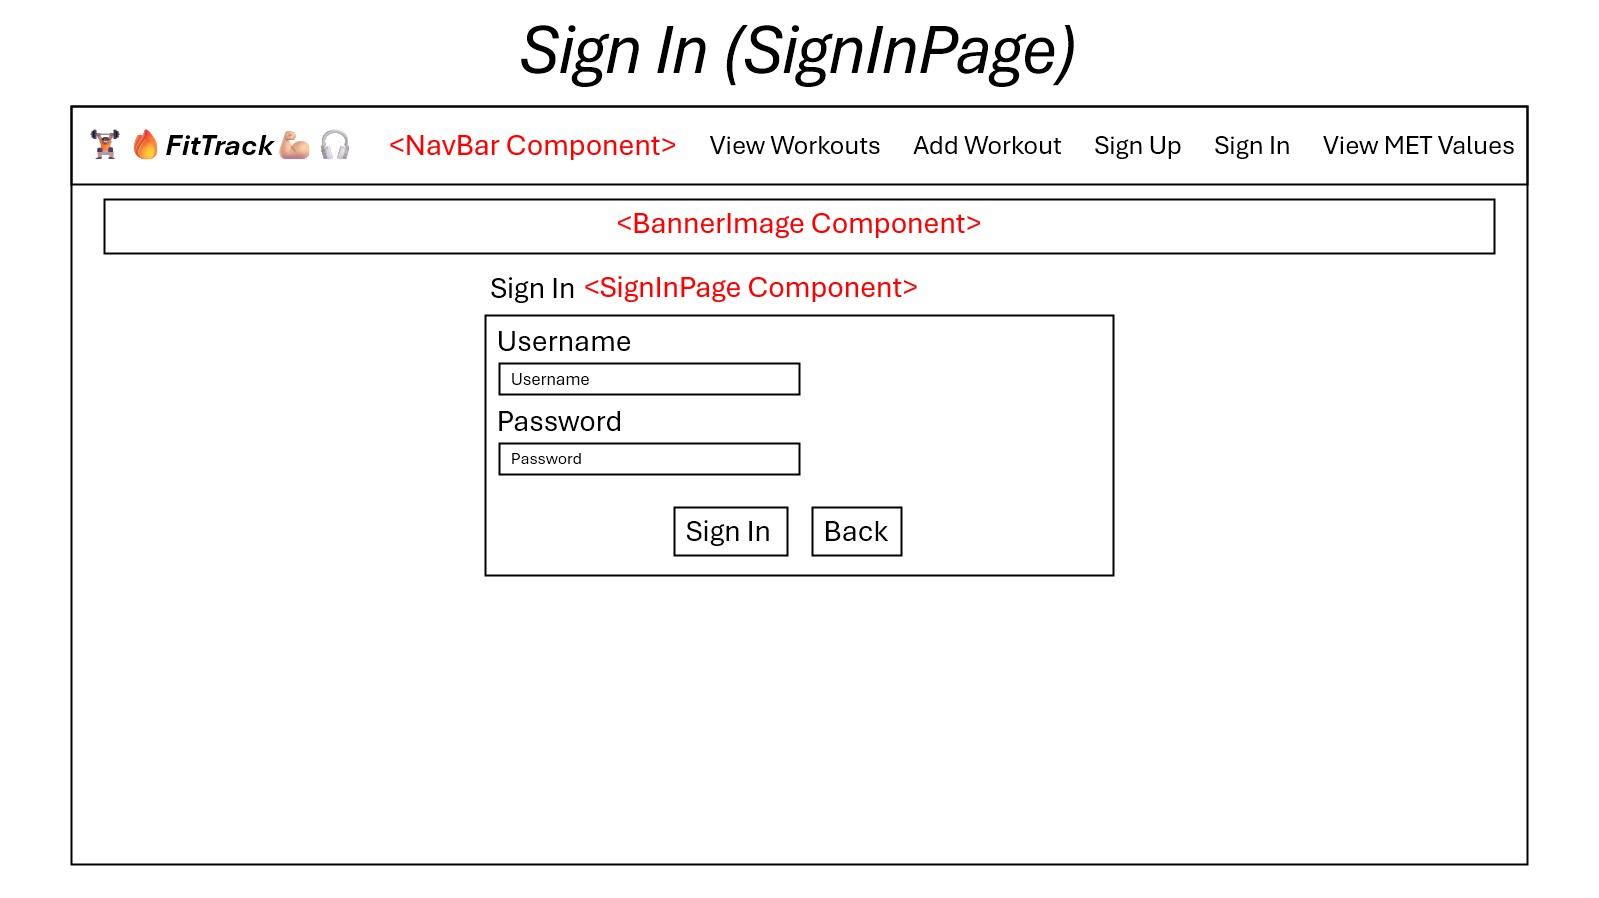 Sign In (SignInPage)
FitTrack <NavBar Component> View Workouts Add Workout Sign Up Sign In View MET Values
<BannerImage Component>
Sign In <SignInPage Component>
Username
Username
Password
Password
Sign In Back